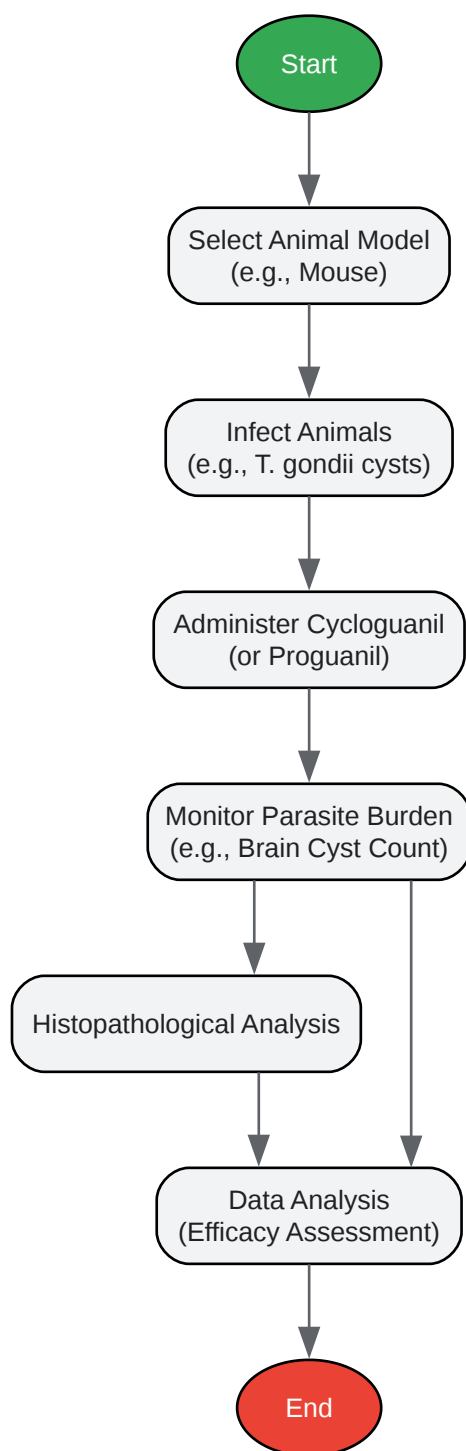 Start
Select Animal Model
(e.g., Mouse)
Infect Animals
(e.g., T. gondii cysts)
Administer Cycloguanil
(or Proguanil)
Monitor Parasite Burden
(e.g., Brain Cyst Count)
Histopathological Analysis
Data Analysis
(Efficacy Assessment)
End